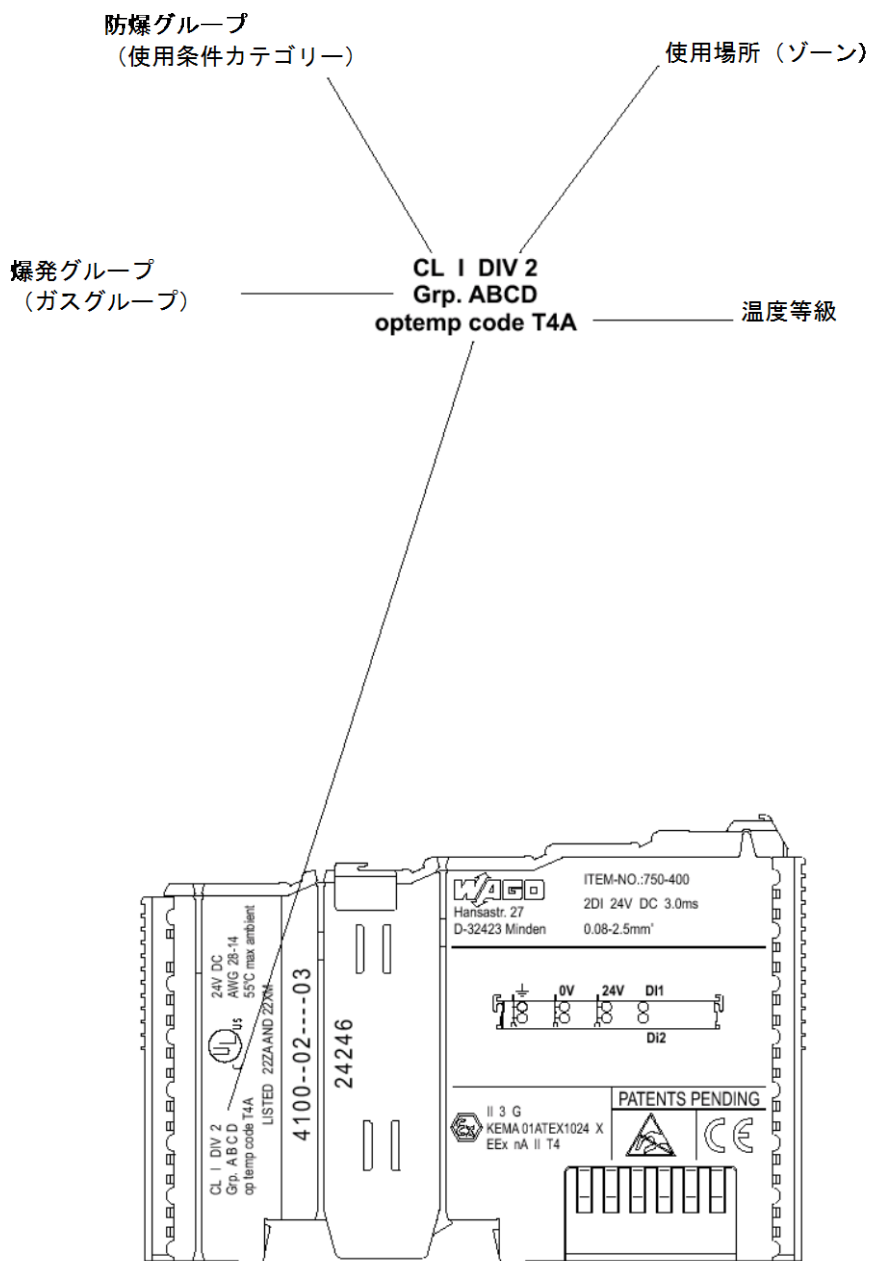 防爆グループ
（使用条件カテゴリー）
使用場所（ゾーン）
爆発グループ
（ガスグループ）
CL I DIV 2
Grp. ABCD
optemp code T4A
温度等級
WAGO
Hansastr. 27
D-32423 Minden
ITEM-NO.:750-400
2DI 24V DC 3.0ms
0.08-2.5mm²
0V 24V DI1
Di2
II 3 G
KEMA 01ATEX1024 X
EEx nA II T4
PATENTS PENDING
CE
24V DC
AWG 28-14
55°C max ambient
C UL US
LISTED 22ZA AND 22XM
CL I DIV 2
Grp. A B C D
op temp code T4A
4100--02----03
24246